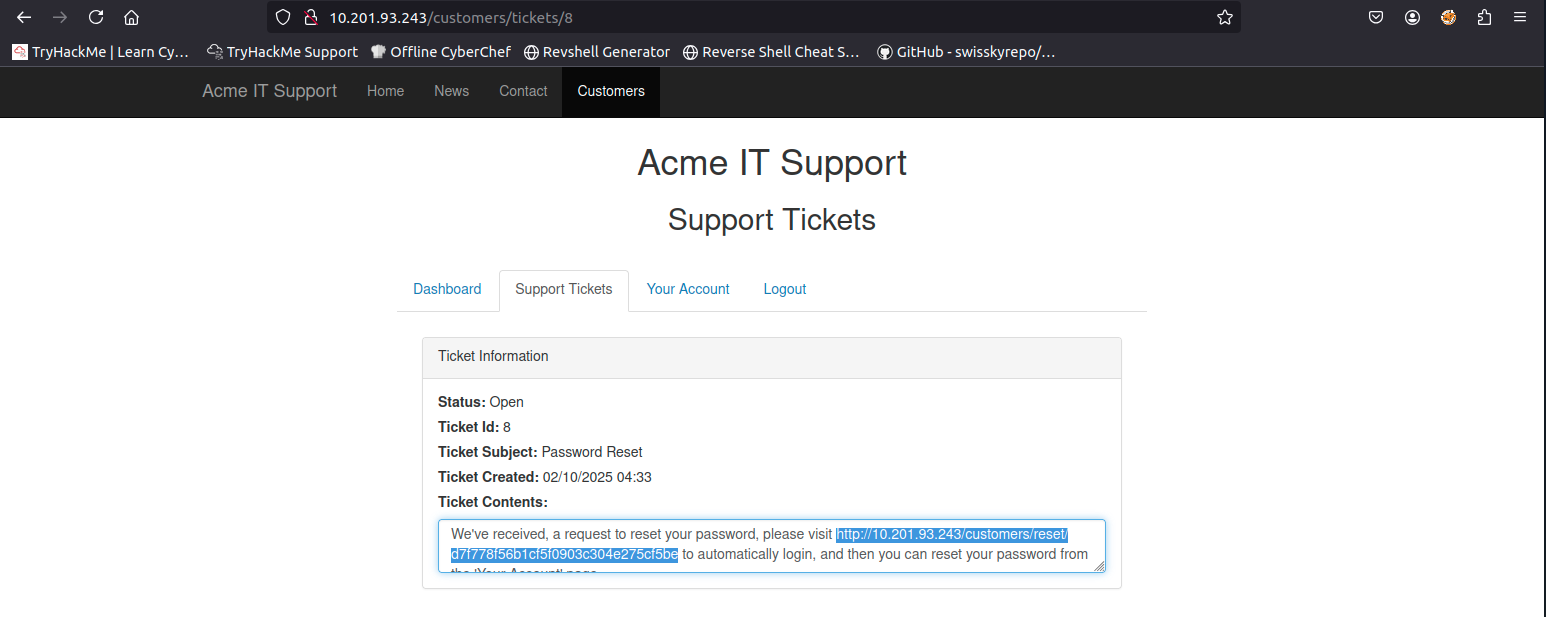 10.201.93.243/customers/tickets/8
TryHackMe | Learn Cy… TryHackMe Support Offline CyberChef Revshell Generator Reverse Shell Cheat S… GitHub - swisskyrepo/…
Acme IT Support Home News Contact Customers
Acme IT Support
Support Tickets
Dashboard Support Tickets Your Account Logout
Ticket Information
Status: Open
Ticket Id: 8
Ticket Subject: Password Reset
Ticket Created: 02/10/2025 04:33
Ticket Contents:
We've received, a request to reset your password, please visit http://10.201.93.243/customers/reset/
d7f778f56b1cf5f0903c304e275cf5be to automatically login, and then you can reset your password from
the 'Your Account' page